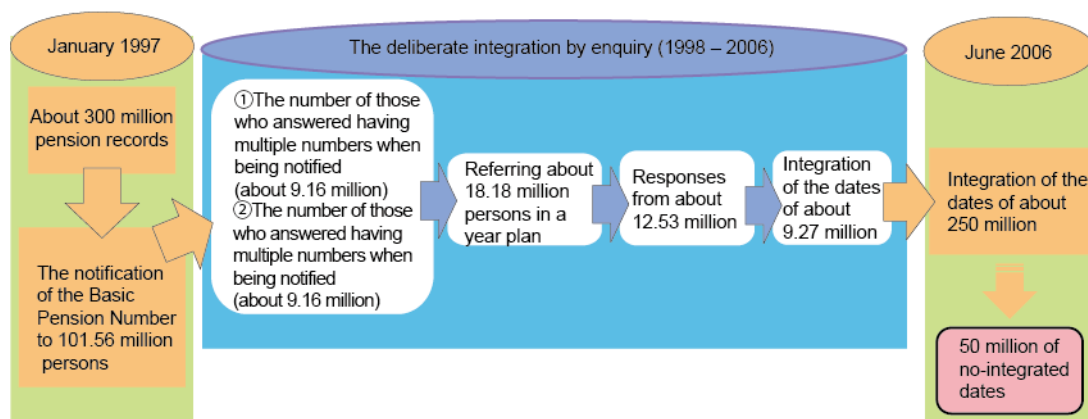 January 1997
About 300 million
pension records
The notification
of the Basic
Pension Number
to 101.56 million
persons
The deliberate integration by enquiry (1998 – 2006)
①The number of those
who answered having
multiple numbers when
being notified
(about 9.16 million)
② The number of those
who answered having
multiple numbers when
being notified
(about 9.16 million)
Referring about
18.18 million
persons in a
year plan
Responses
from about
12.53 million
Integration
of the dates
of about
9.27 million
June 2006
Integration of the
dates of about
250 million
50 million of
no-integrated
dates